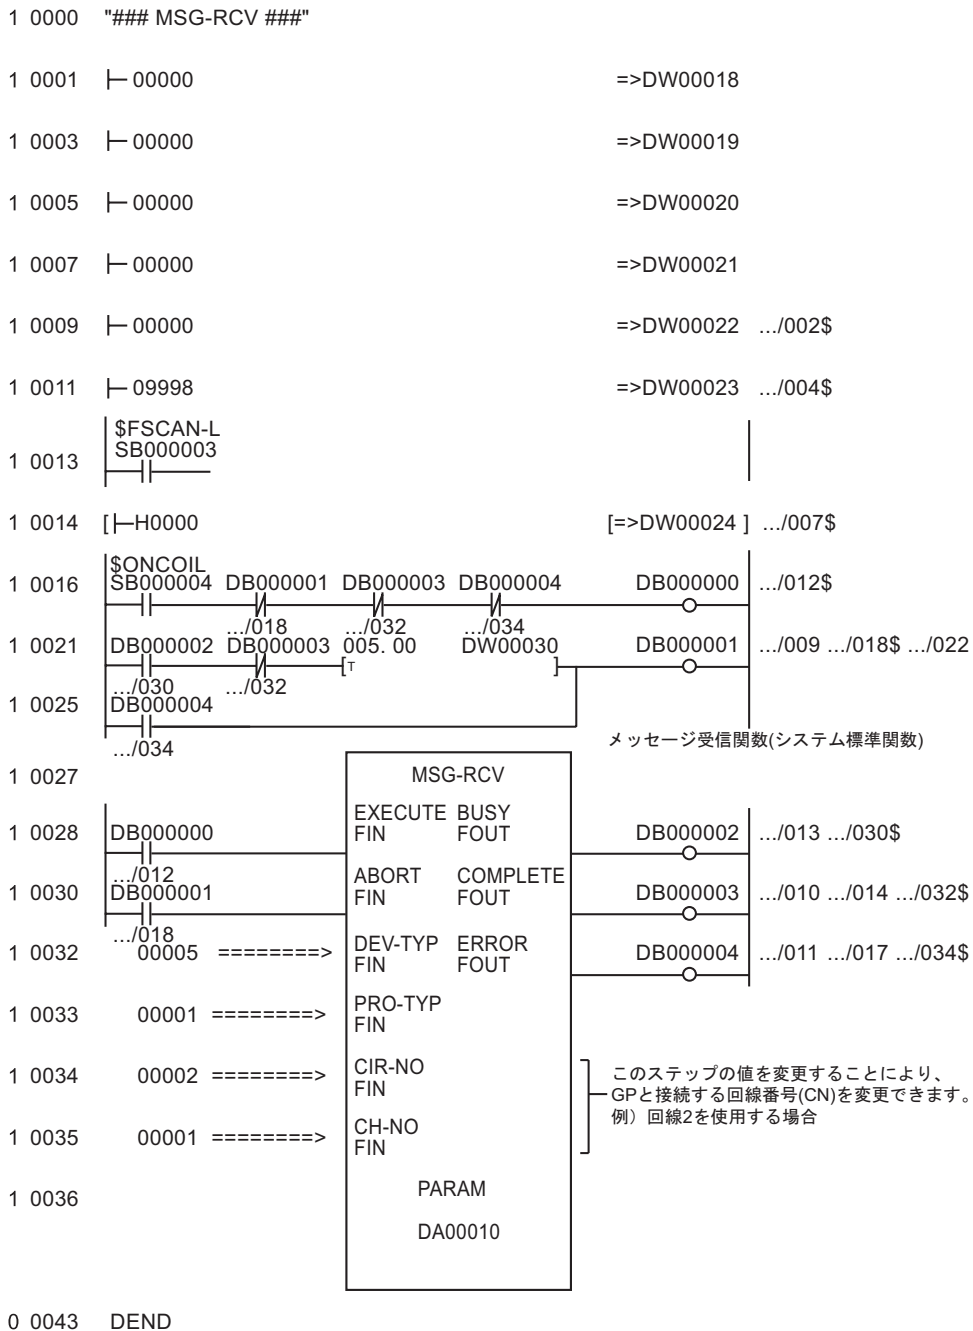 1 0000 "### MSG-RCV ###"
1 0001 ├─ 00000 =>DW00018
1 0003 ├─ 00000 =>DW00019
1 0005 ├─ 00000 =>DW00020
1 0007 ├─ 00000 =>DW00021
1 0009 ├─ 00000 =>DW00022 .../002$
1 0011 ├─ 09998 =>DW00023 .../004$
$FSCAN-L
SB000003
1 0013
1 0014 [├─H0000 [=>DW00024 ] .../007$
$ONCOIL
1 0016 SB000004 DB000001 DB000003 DB000004 DB000000 .../012$
.../018 .../032 .../034
1 0021 DB000002 DB000003 005. 00 DW00030 DB000001 .../009 .../018$ .../022
[T ]
.../030 .../032
1 0025 DB000004
.../034
メッセージ受信関数(システム標準関数)
1 0027 MSG-RCV
EXECUTE BUSY
1 0028 DB000000 FIN FOUT DB000002 .../013 .../030$
.../012
ABORT COMPLETE
1 0030 DB000001 FIN FOUT DB000003 .../010 .../014 .../032$
.../018
DEV-TYP ERROR
1 0032 00005 ========> FIN FOUT DB000004 .../011 .../017 .../034$
PRO-TYP
1 0033 00001 ========> FIN
CIR-NO
1 0034 00002 ========> FIN
このステップの値を変更することにより、
GPと接続する回線番号(CN)を変更できます。
例）回線2を使用する場合
CH-NO
1 0035 00001 ========> FIN
PARAM
1 0036
DA00010
0 0043 DEND